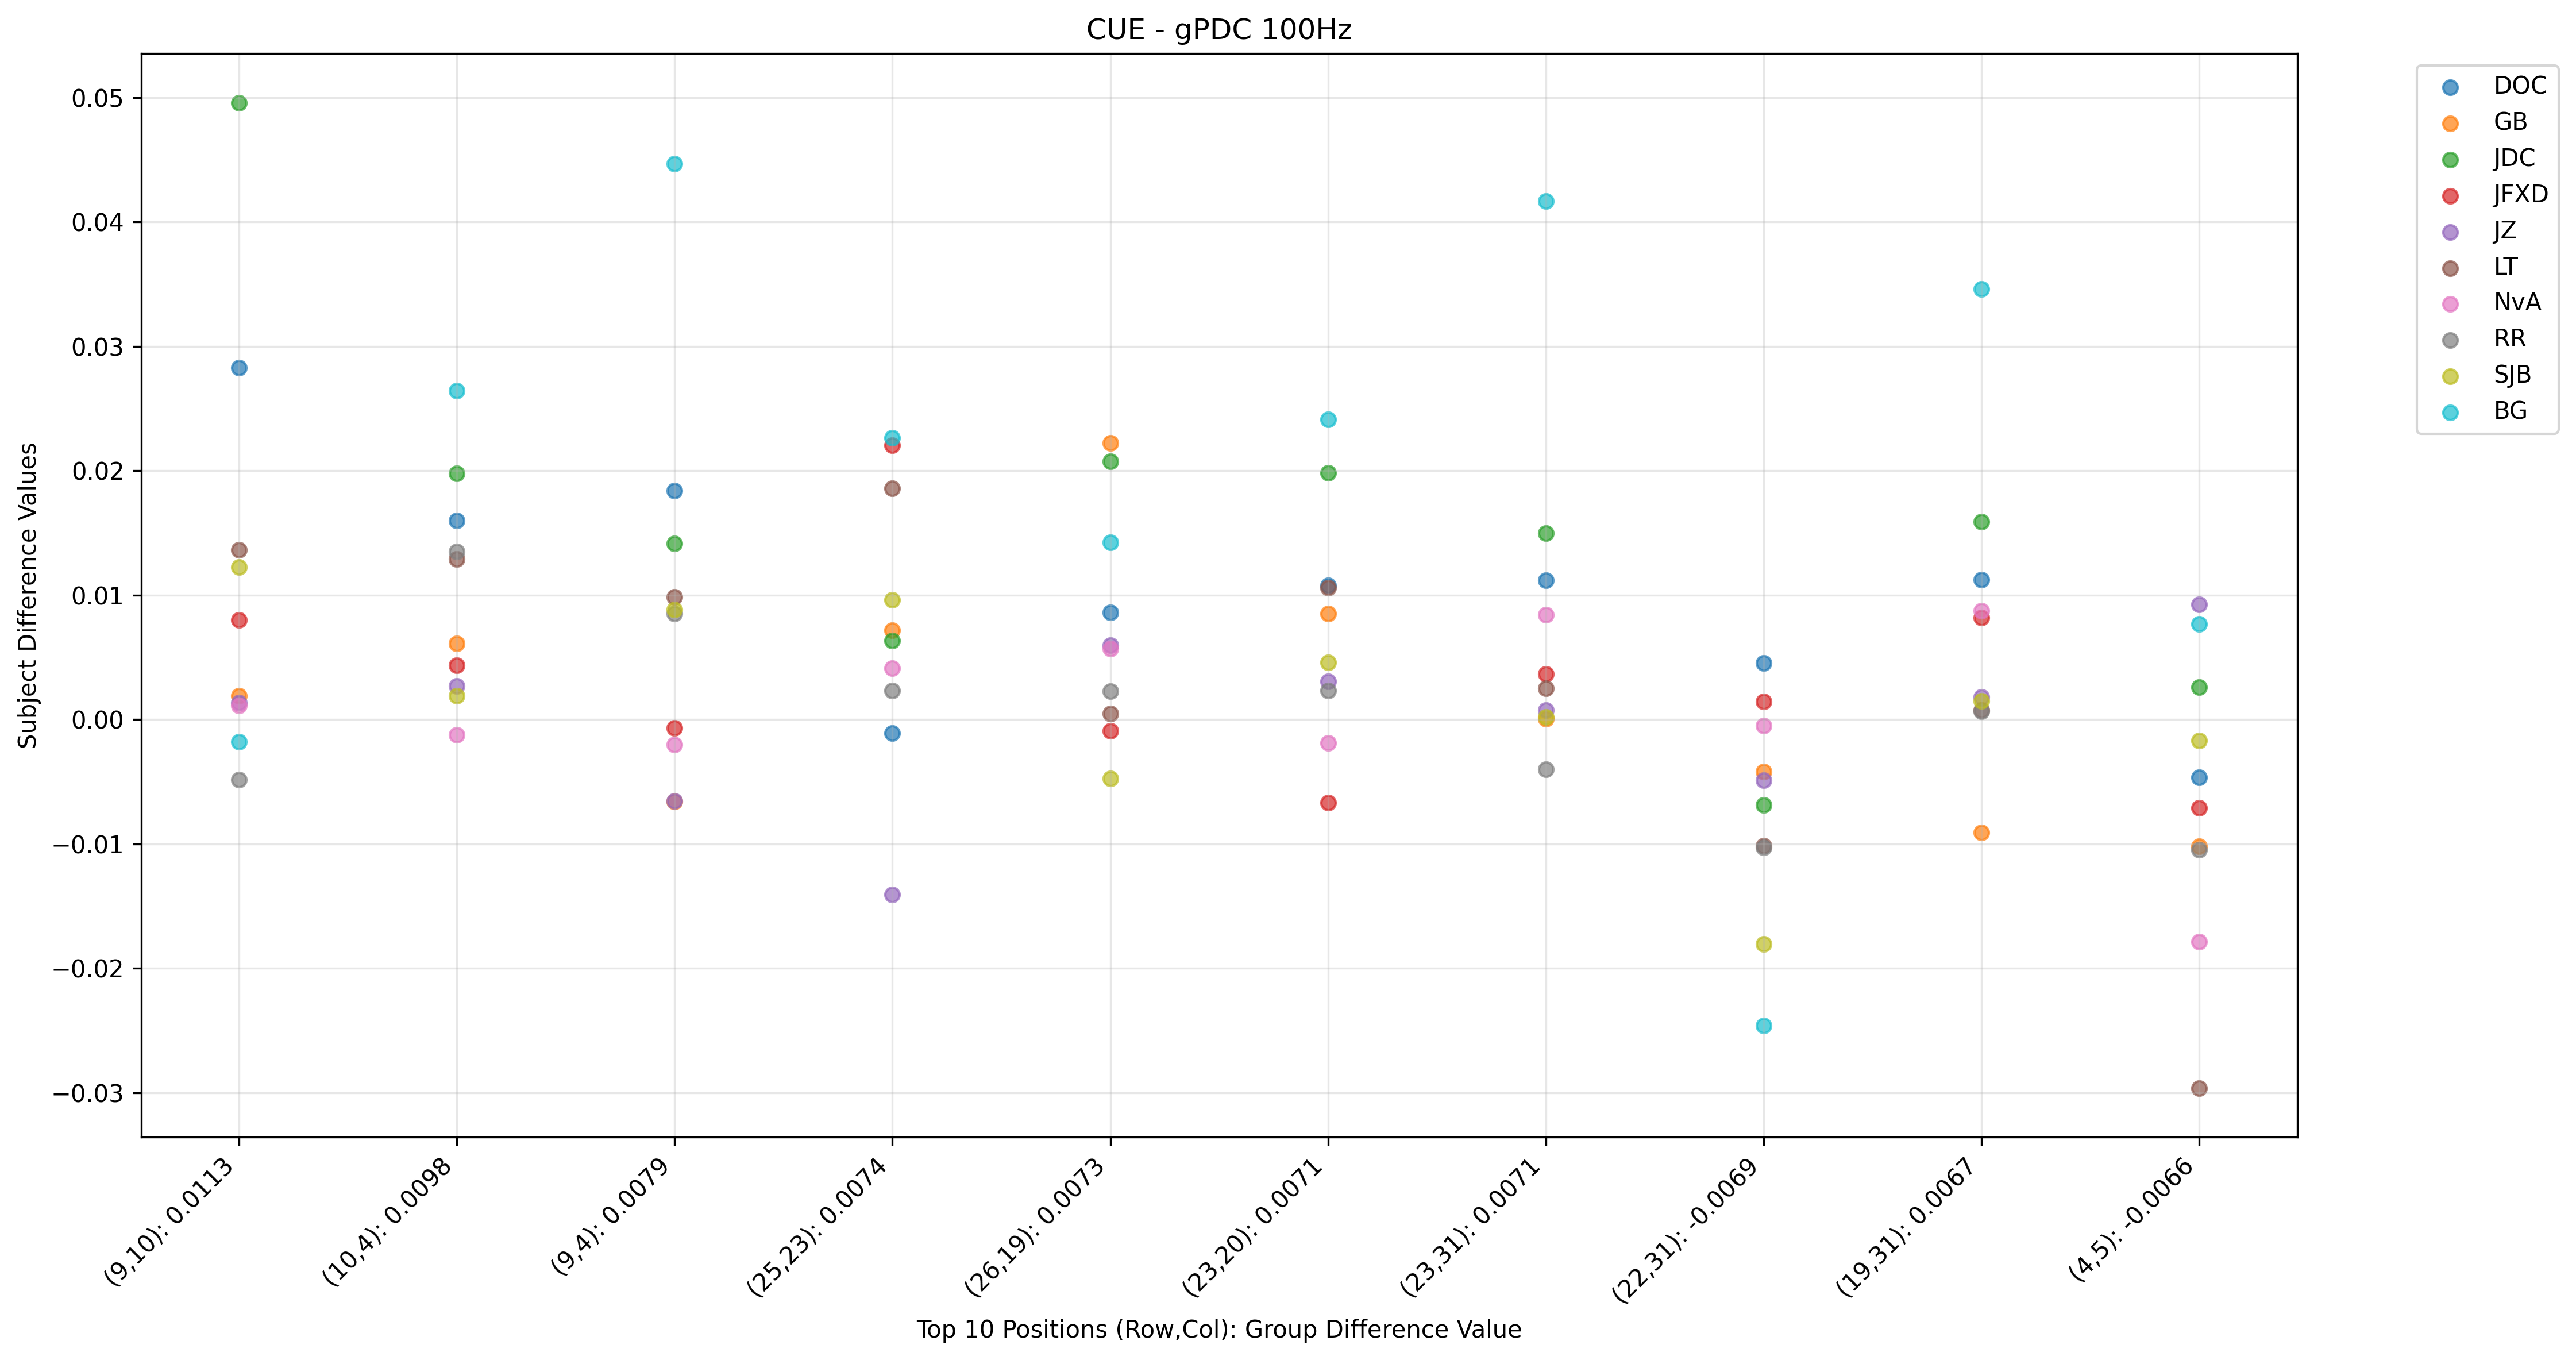 CUE - gPDC 100Hz
0.05
0.04
0.03
0.02
0.01
0.00
−0.01
−0.02
−0.03
Subject Difference Values
DOC
GB
JDC
JFXD
JZ
LT
NvA
RR
SJB
BG
(9,10): 0.0113
(10,4): 0.0098
(9,4): 0.0079
(25,23): 0.0074
(26,19): 0.0073
(23,20): 0.0071
(23,31): 0.0071
(22,31): -0.0069
(19,31): 0.0067
(4,5): -0.0066
Top 10 Positions (Row,Col): Group Difference Value